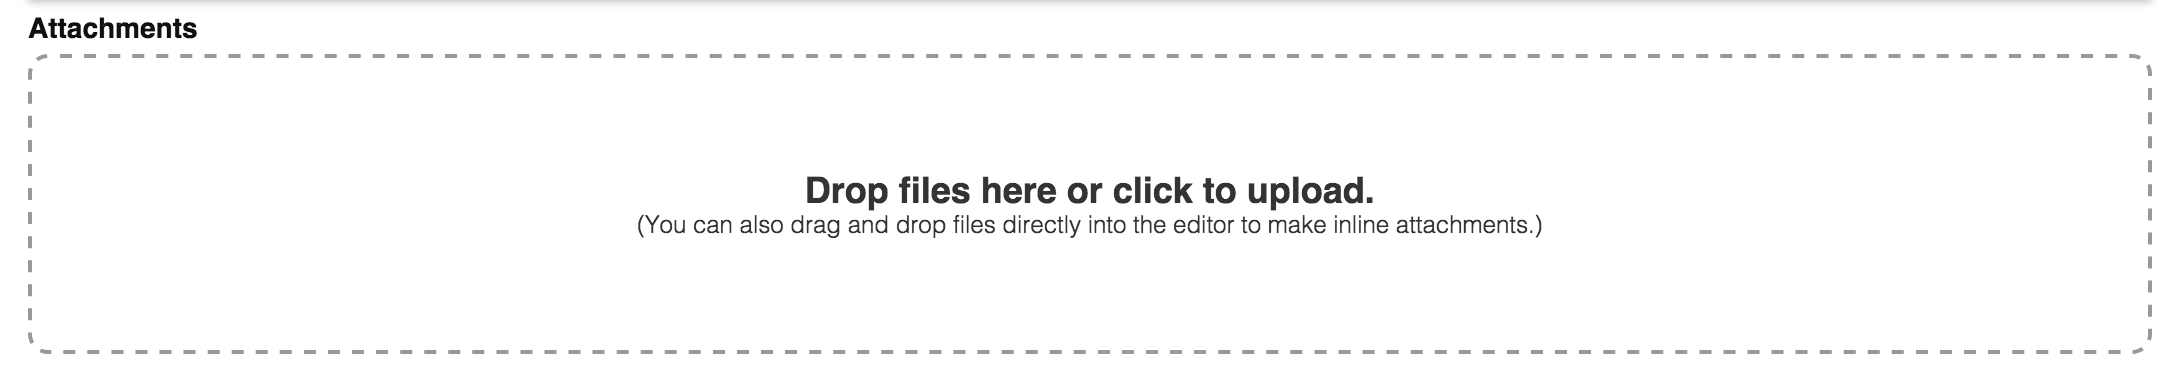 Attachments
Drop files here or click to upload.
(You can also drag and drop files directly into the editor to make inline attachments.)